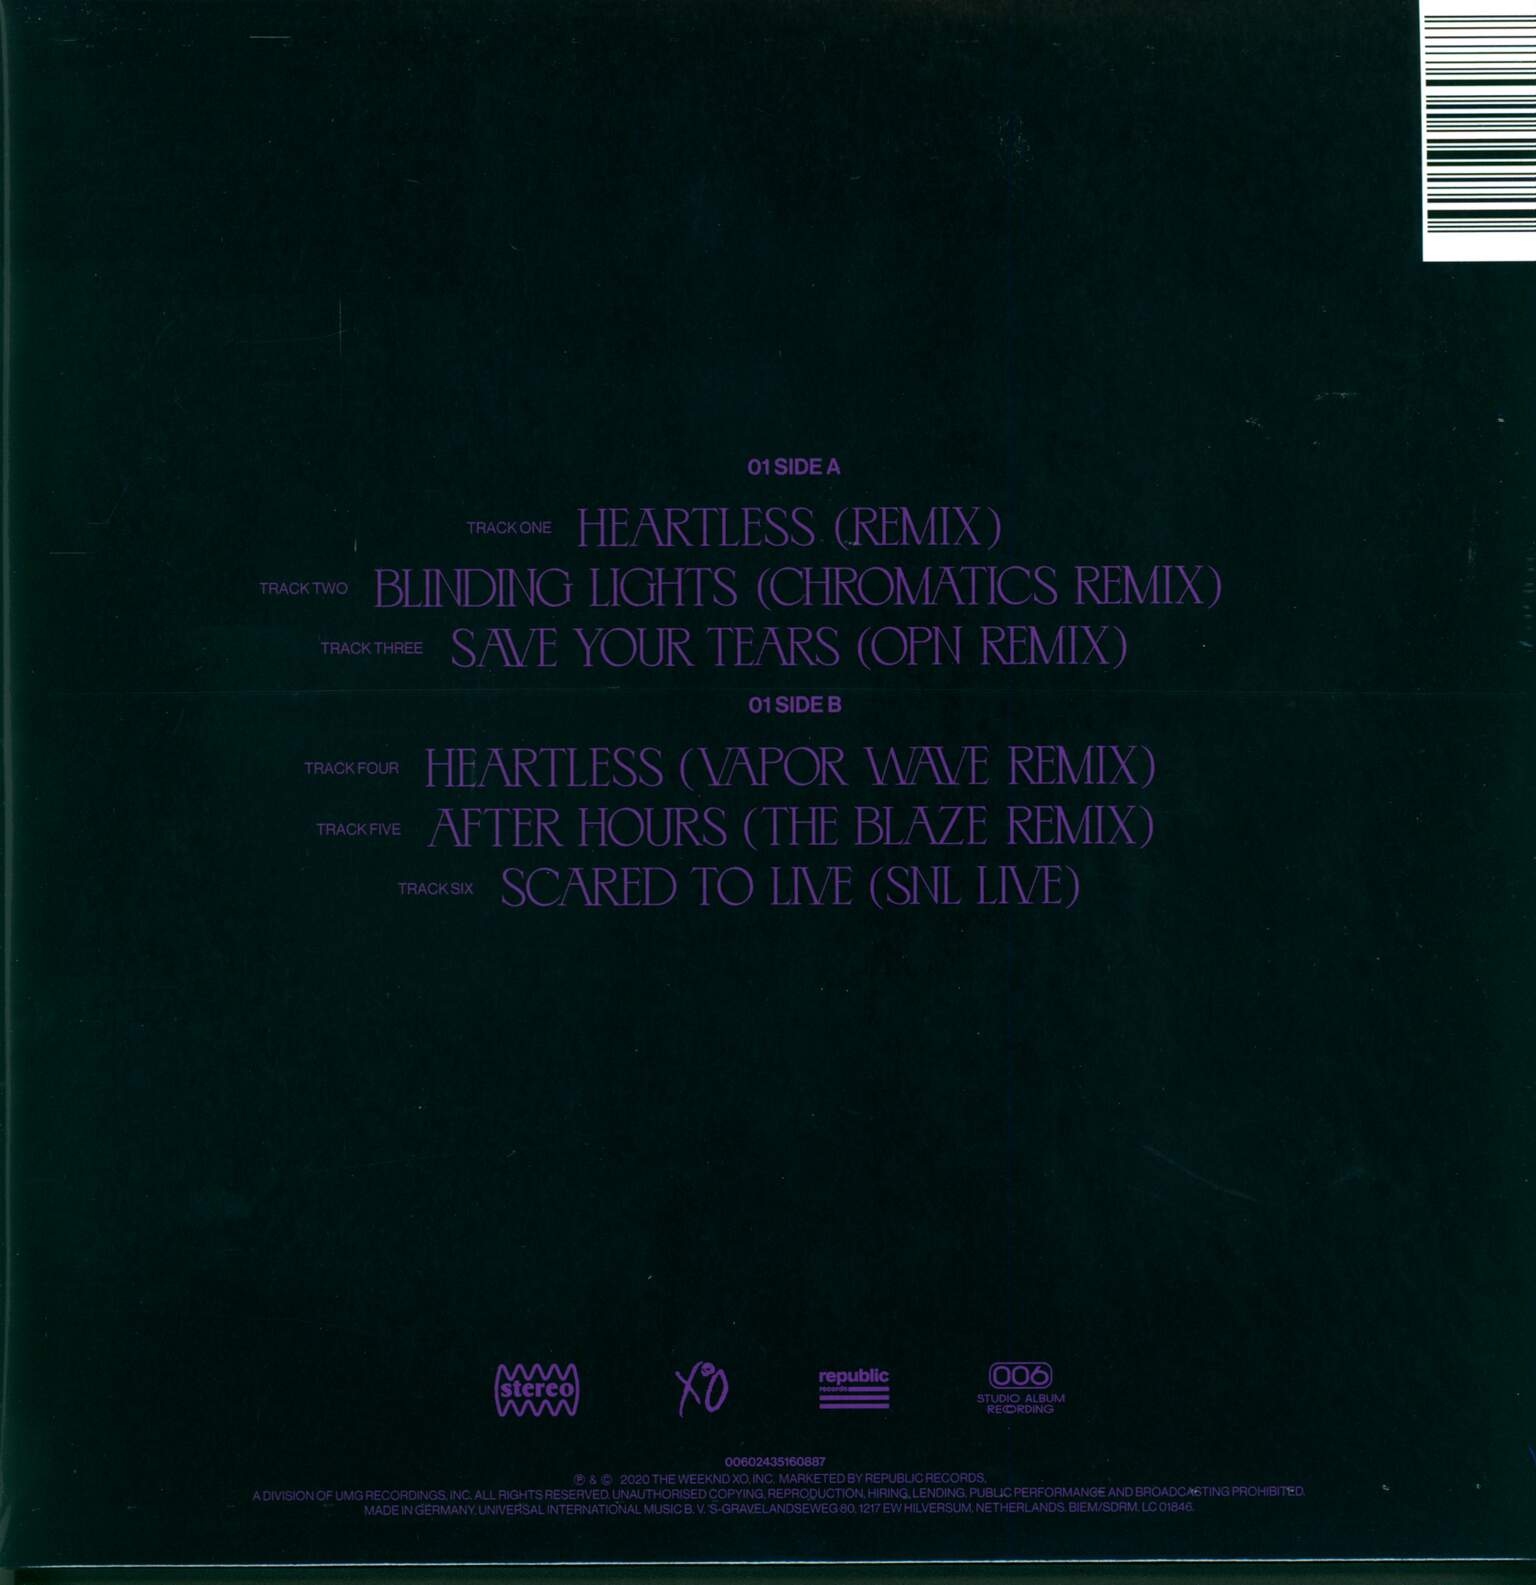 01 SIDE A
TRACK ONE HEARTLESS (REMIX)
TRACK TWO BLINDING LIGHTS (CHROMATICS REMIX)
TRACK THREE SAVE YOUR TEARS (OPN REMIX)
01 SIDE B
TRACK FOUR HEARTLESS (VAPOR WAVE REMIX)
TRACK FIVE AFTER HOURS (THE BLAZE REMIX)
TRACK SIX SCARED TO LIVE (SNL LIVE)
stereo
XO
republic
records
006
STUDIO ALBUM
RECORDING
00602435160887
℗ & © 2020 THE WEEKND XO, INC. MARKETED BY REPUBLIC RECORDS,
A DIVISION OF UMG RECORDINGS, INC. ALL RIGHTS RESERVED. UNAUTHORISED COPYING, REPRODUCTION, HIRING, LENDING, PUBLIC PERFORMANCE AND BROADCASTING PROHIBITED.
MADE IN GERMANY. UNIVERSAL INTERNATIONAL MUSIC B. V. 'S-GRAVELANDSEWEG 80, 1217 EW HILVERSUM, NETHERLANDS. BIEM/SDRM. LC 01846.